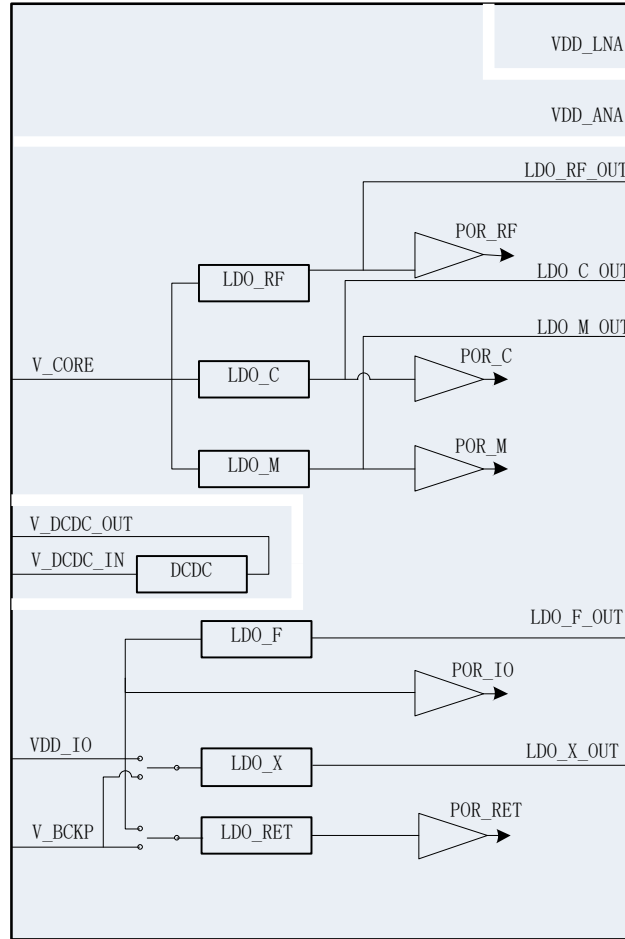 VDD_LNA
VDD_ANA
LDO_RF_OUT
POR_RF
LDO_RF
LDO_C_OUT
LDO_M_OUT
V_CORE
LDO_C
POR_C
LDO_M
POR_M
V_DCDC_OUT
V_DCDC_IN
DCDC
LDO_F
LDO_F_OUT
POR_IO
VDD_IO
LDO_X
LDO_X_OUT
V_BCKP
LDO_RET
POR_RET